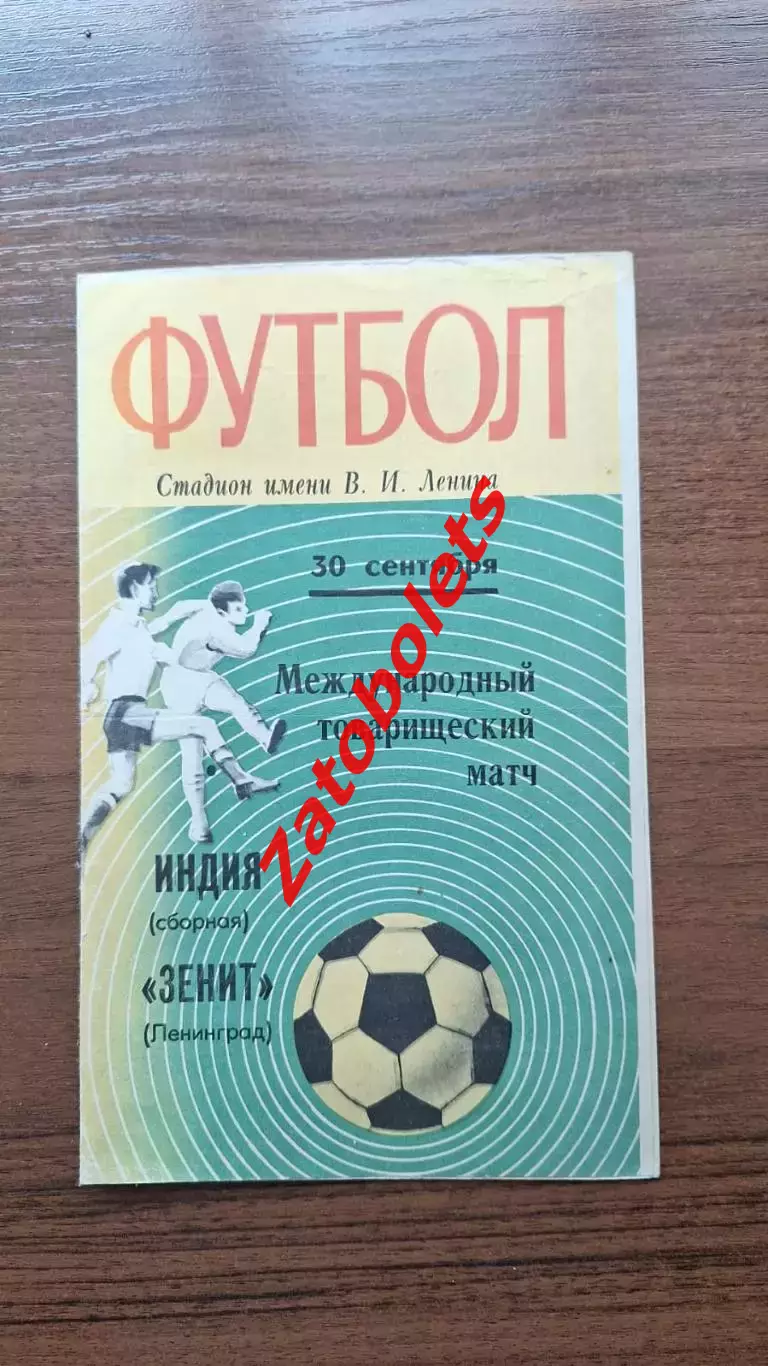 ФУТБОЛ
Стадион имени В. И. Ленина
30 сентября
Международный
товарищеский
матч
ИНДИЯ
(сборная)
«ЗЕНИТ»
(Ленинград)
Zatobolets